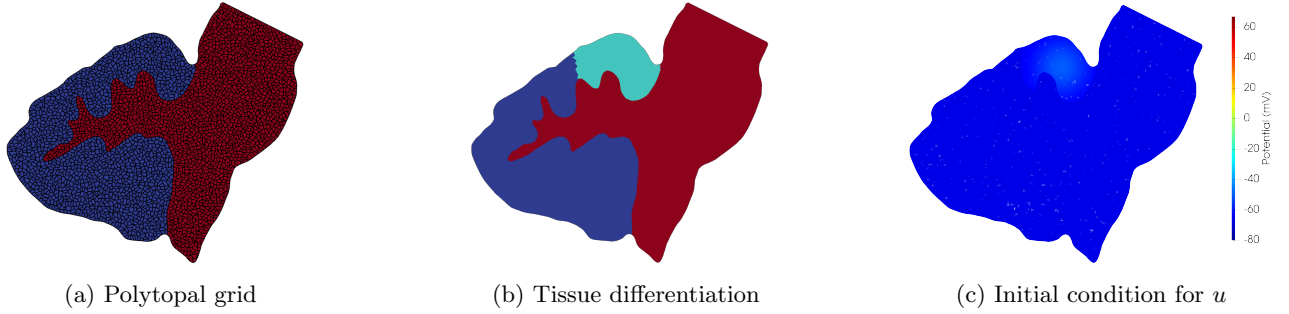 60
40
20
0
-20
-40
-60
-80
Potential (mV)
(a) Polytopal grid
(b) Tissue differentiation
(c) Initial condition for u